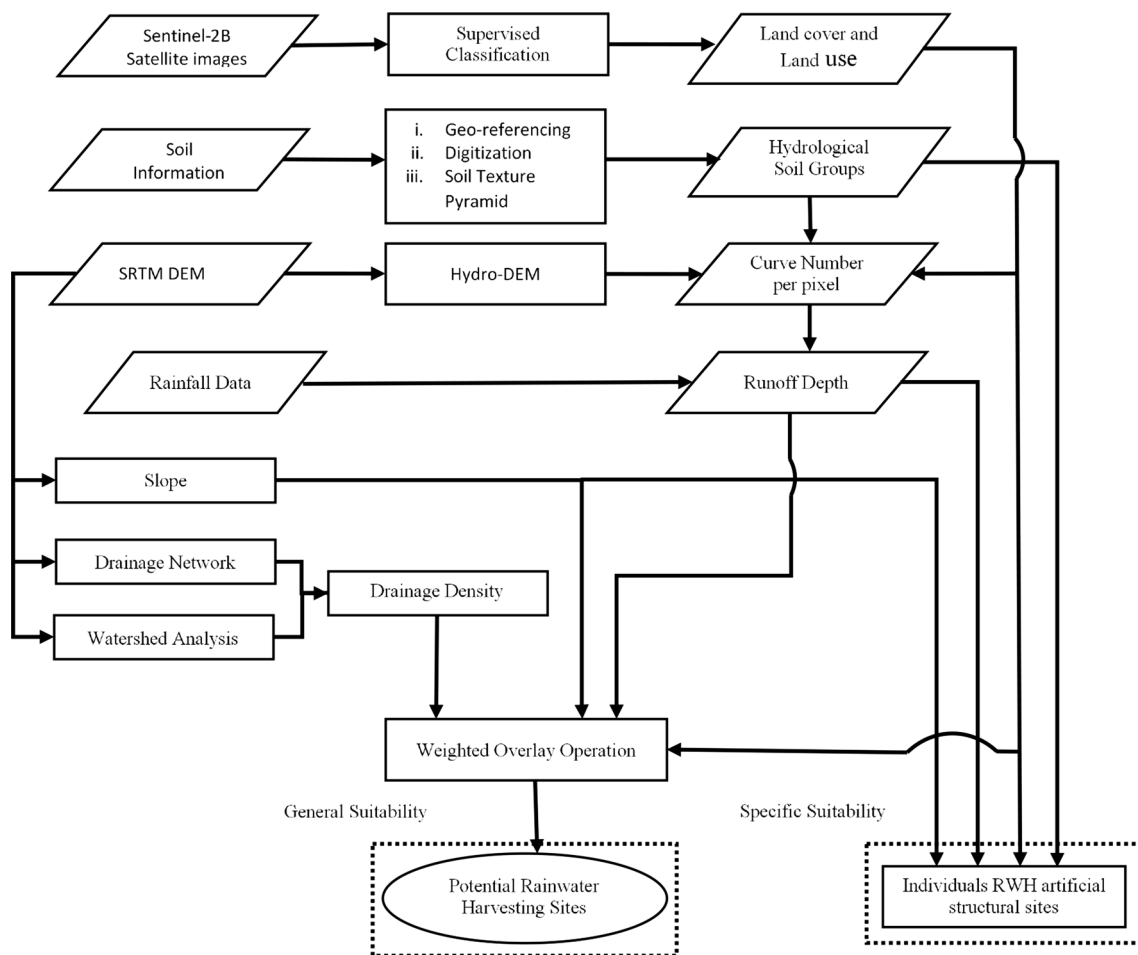 Sentinel-2B
Satellite images
Supervised
Classification
Land cover and
Land use
Soil
Information
i. Geo-referencing
ii. Digitization
iii. Soil Texture
Pyramid
Hydrological
Soil Groups
SRTM DEM
Hydro-DEM
Curve Number
per pixel
Rainfall Data
Runoff Depth
Slope
Drainage Network
Drainage Density
Watershed Analysis
Weighted Overlay Operation
General Suitability
Specific Suitability
Potential Rainwater
Harvesting Sites
Individuals RWH artificial
structural sites